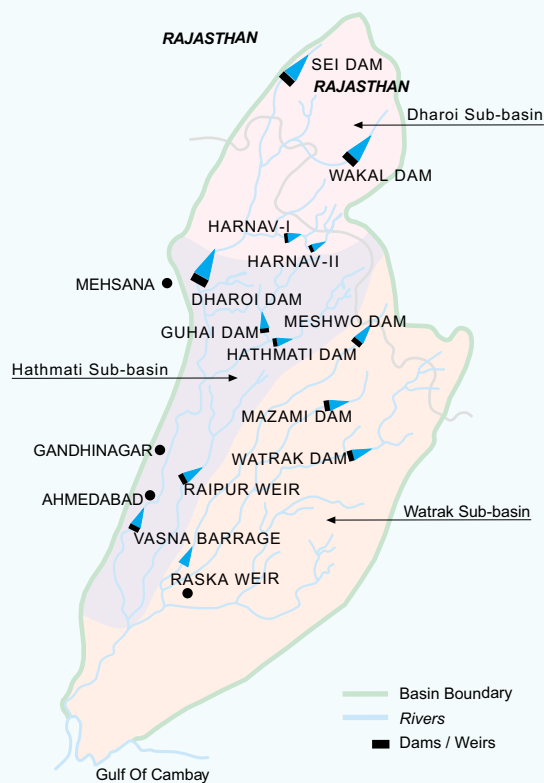 RAJASTHAN
SEI DAM
RAJASTHAN
Dharoi Sub-basin
WAKAL DAM
HARNAV-I
HARNAV-II
MEHSANA
DHAROI DAM
GUHAI DAM
MESHWO DAM
HATHMATI DAM
Hathmati Sub-basin
MAZAMI DAM
GANDHINAGAR
WATRAK DAM
RAIPUR WEIR
AHMEDABAD
Watrak Sub-basin
VASNA BARRAGE
RASKA WEIR
Basin Boundary
Rivers
Dams / Weirs
Gulf Of Cambay